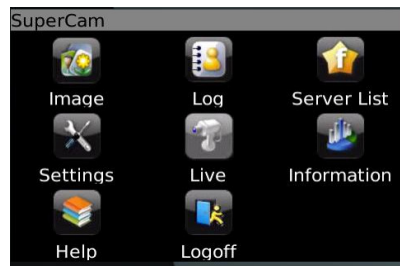 SuperCam
Image Log Server List
Settings Live Information
Help Logoff